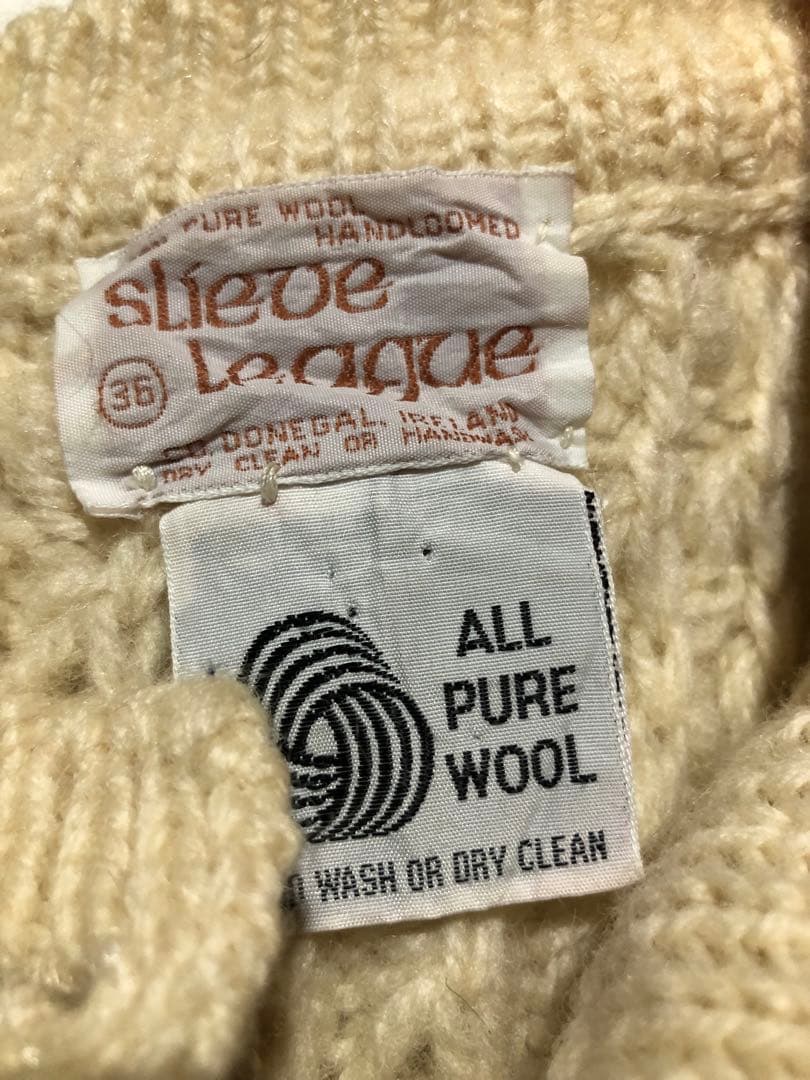 PURE WOOL
HANDLOOMED
Slieve
36 League
CO. DONEGAL, IRELAND
DRY CLEAN OR HANDWASH
ALL
PURE
WOOL
WASH OR DRY CLEAN